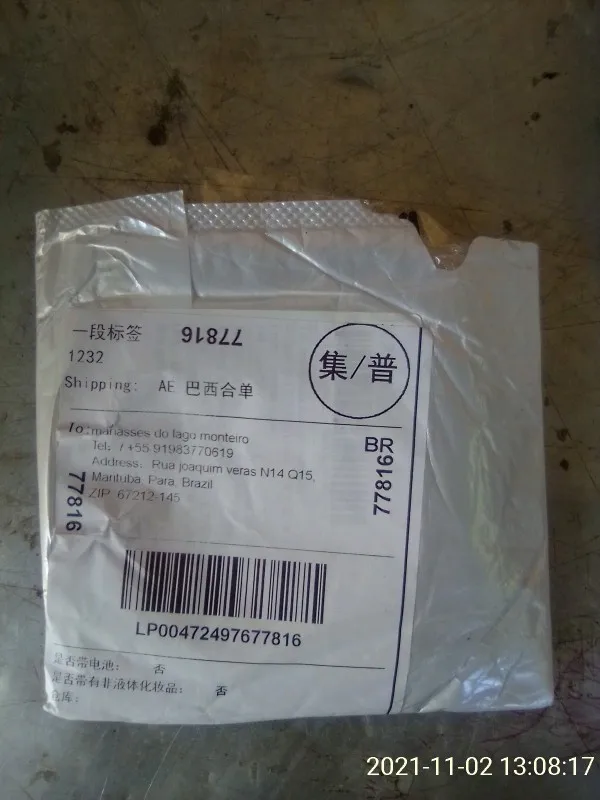 一段标签
77816
1232
集/普
Shipping: AE 巴西合单
To: manasses do lago monteiro
Tel: / +55 91983770619
Address: Rua joaquim veras N14 Q15,
Marituba, Para, Brazil
ZIP 67212-145
BR
77816
77816
LP00472497677816
是否带电池: 否
是否带有非液体化妆品: 否
仓库:
2021-11-02 13:08:17